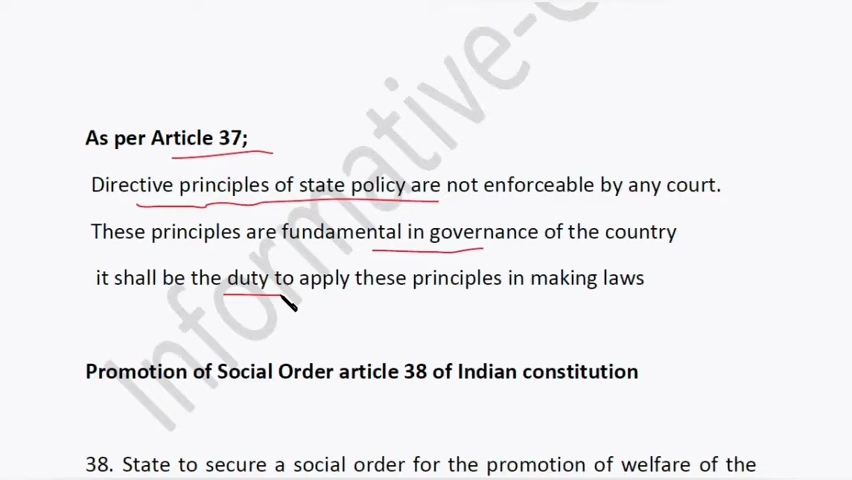 As per Article 37;
Directive principles of state policy are not enforceable by any court.
These principles are fundamental in governance of the country
it shall be the duty to apply these principles in making laws
Promotion of Social Order article 38 of Indian constitution
38. State to secure a social order for the promotion of welfare of the
Informative-